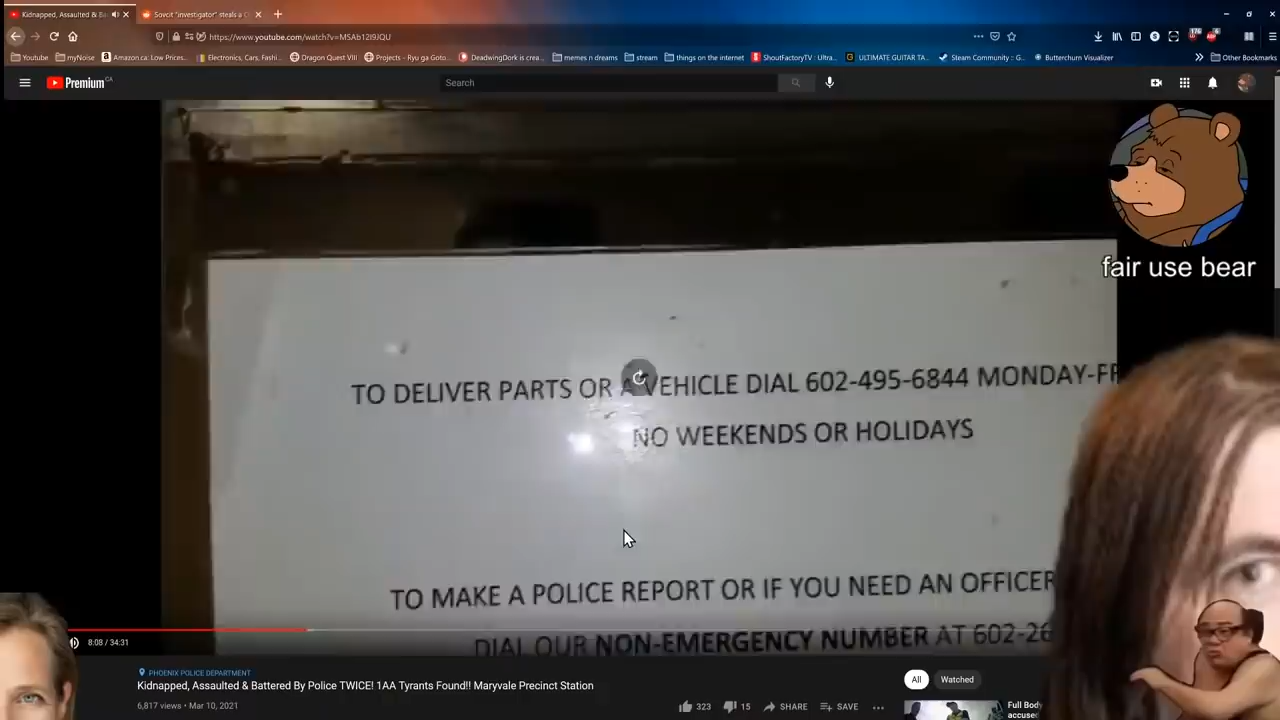 Kidnapped, Assaulted & Ba
Sovcit "investigator" steals a C
https://www.youtube.com/watch?v=MSAb12I9JQU
Youtube
myNoise
Amazon.ca: Low Prices...
Electronics, Cars, Fashi...
Dragon Quest VIII
Projects - Ryu ga Goto...
DeadwingDork is crea...
memes n dreams
stream
things on the internet
ShoutFactoryTV : Ultra...
ULTIMATE GUITAR TA...
Steam Community :: G...
Butterchurn Visualizer
Other Bookmarks
Premium CA
Search
fair use bear
TO DELIVER PARTS OR A VEHICLE DIAL 602-495-6844 MONDAY-FR
NO WEEKENDS OR HOLIDAYS
TO MAKE A POLICE REPORT OR IF YOU NEED AN OFFICER
DIAL OUR NON-EMERGENCY NUMBER AT 602-26
8:08 / 34:31
PHOENIX POLICE DEPARTMENT
Kidnapped, Assaulted & Battered By Police TWICE! 1AA Tyrants Found!! Maryvale Precinct Station
6,817 views • Mar 10, 2021
323
15
SHARE
SAVE
All
Watched
Full Body
accused